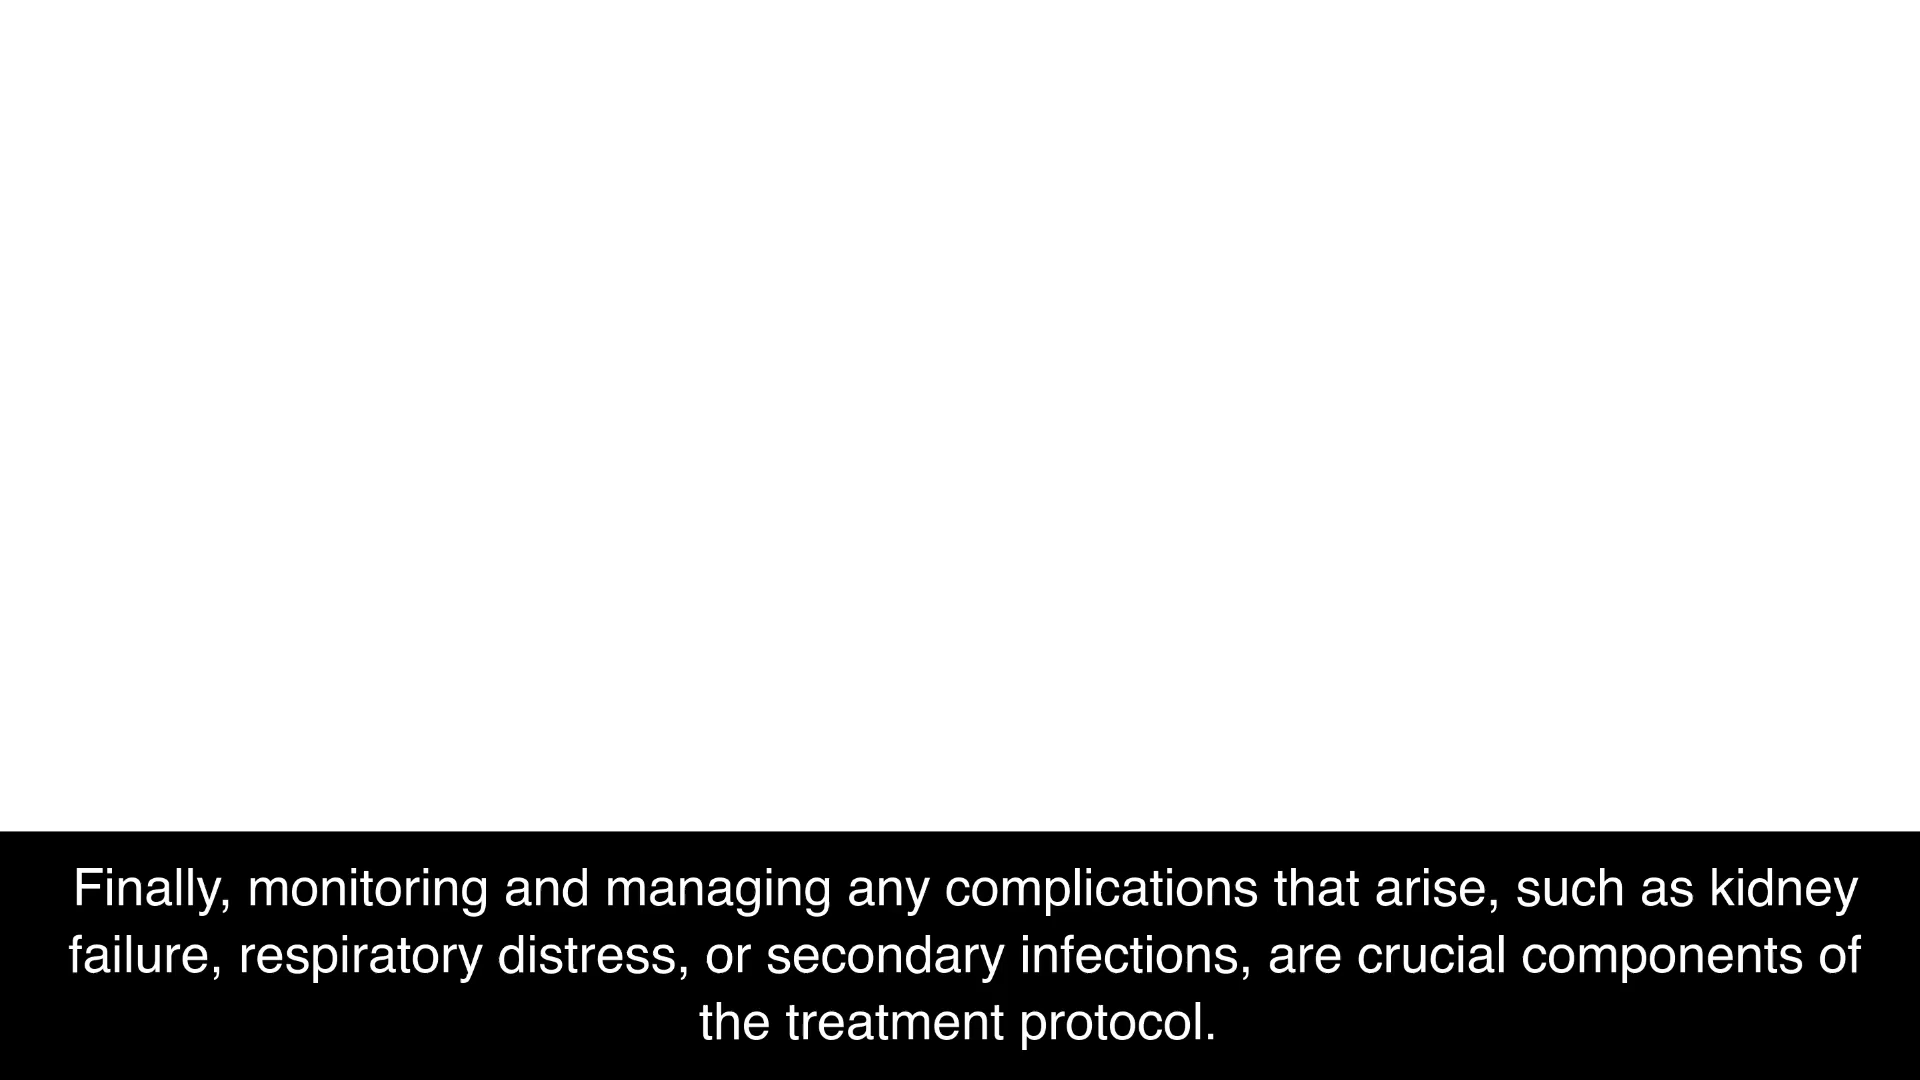 Finally, monitoring and managing any complications that arise, such as kidney
failure, respiratory distress, or secondary infections, are crucial components of
the treatment protocol.